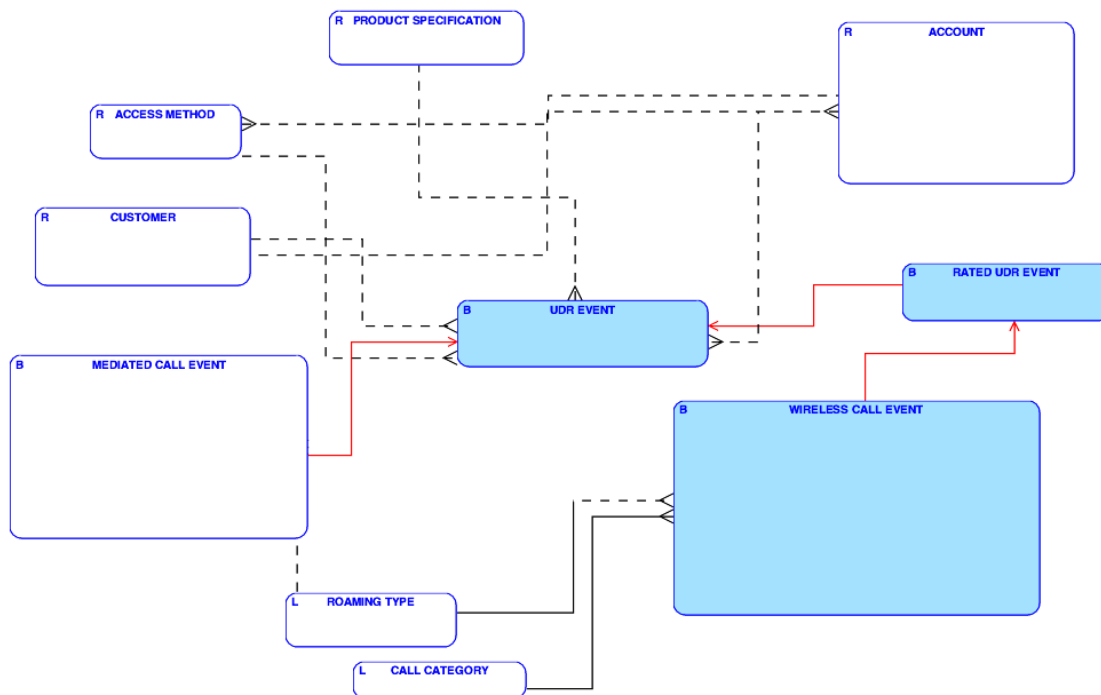 R PRODUCT SPECIFICATION
R ACCOUNT
R ACCESS METHOD
R CUSTOMER
B RATED UDR EVENT
B UDR EVENT
B MEDIATED CALL EVENT
B WIRELESS CALL EVENT
L ROAMING TYPE
L CALL CATEGORY